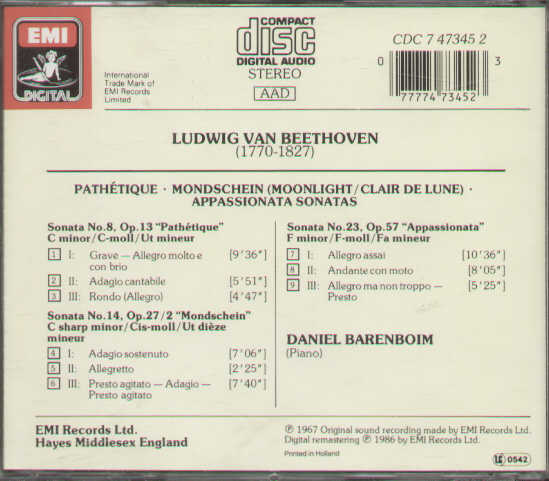 EMI
DIGITAL
International
Trade Mark of
EMI Records
Limited
COMPACT
disc
DIGITAL AUDIO
STEREO
AAD
CDC 7 47345 2
0 77774 73452 3
LUDWIG VAN BEETHOVEN
(1770-1827)
PATHÉTIQUE · MONDSCHEIN (MOONLIGHT/CLAIR DE LUNE) ·
APPASSIONATA SONATAS
Sonata No.8, Op.13 “Pathétique”
C minor/C-moll/Ut mineur
1 I: Grave — Allegro molto e [9'36"]
con brio
2 II: Adagio cantabile [5'51"]
3 III: Rondo (Allegro) [4'47"]
Sonata No.14, Op.27/2 “Mondschein”
C sharp minor/Cis-moll/Ut dièze
mineur
4 I: Adagio sostenuto [7'06"]
5 II: Allegretto [2'25"]
6 III: Presto agitato — Adagio — [7'40"]
Presto agitato
Sonata No.23, Op.57 “Appassionata”
F minor/F-moll/Fa mineur
7 I: Allegro assai [10'36"]
8 II: Andante con moto [8'05"]
9 III: Allegro ma non troppo — [5'25"]
Presto
DANIEL BARENBOIM
(Piano)
EMI Records Ltd.
Hayes Middlesex England
℗ 1967 Original sound recording made by EMI Records Ltd.
Digital remastering ℗ 1986 by EMI Records Ltd.
Printed in Holland
LC 0542